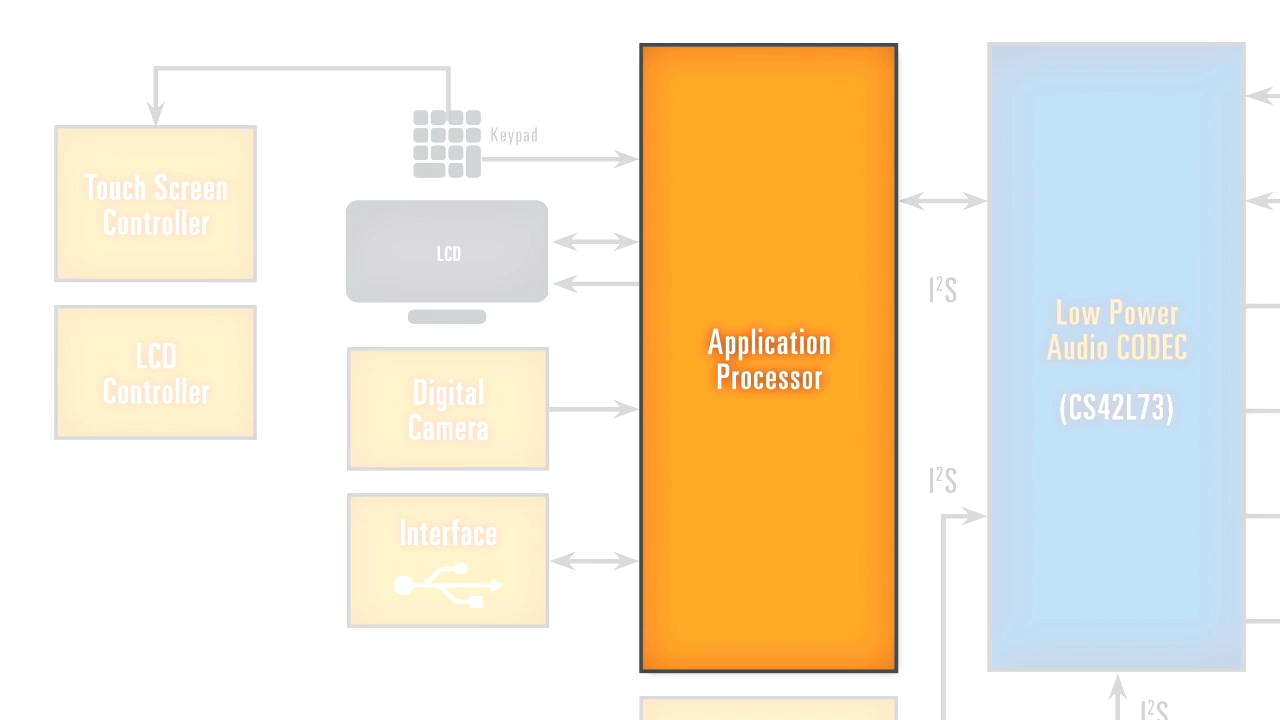 Keypad
Touch Screen
Controller
LCD
LCD
Controller
Digital
Camera
Interface
Application
Processor
I²S
I²S
Low Power
Audio CODEC
(CS42L73)
I²S